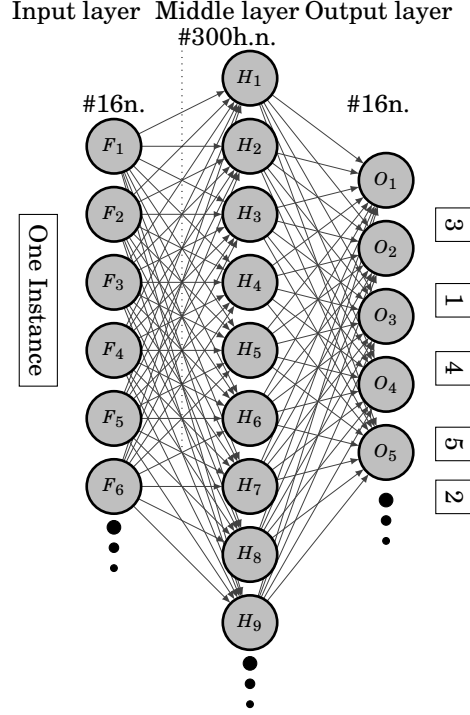 Input layer Middle layer Output layer
#300h.n.
#16n.
#16n.
One Instance
F1
F2
F3
F4
F5
F6
H1
H2
H3
H4
H5
H6
H7
H8
H9
O1
O2
O3
O4
O5
3
1
4
5
2